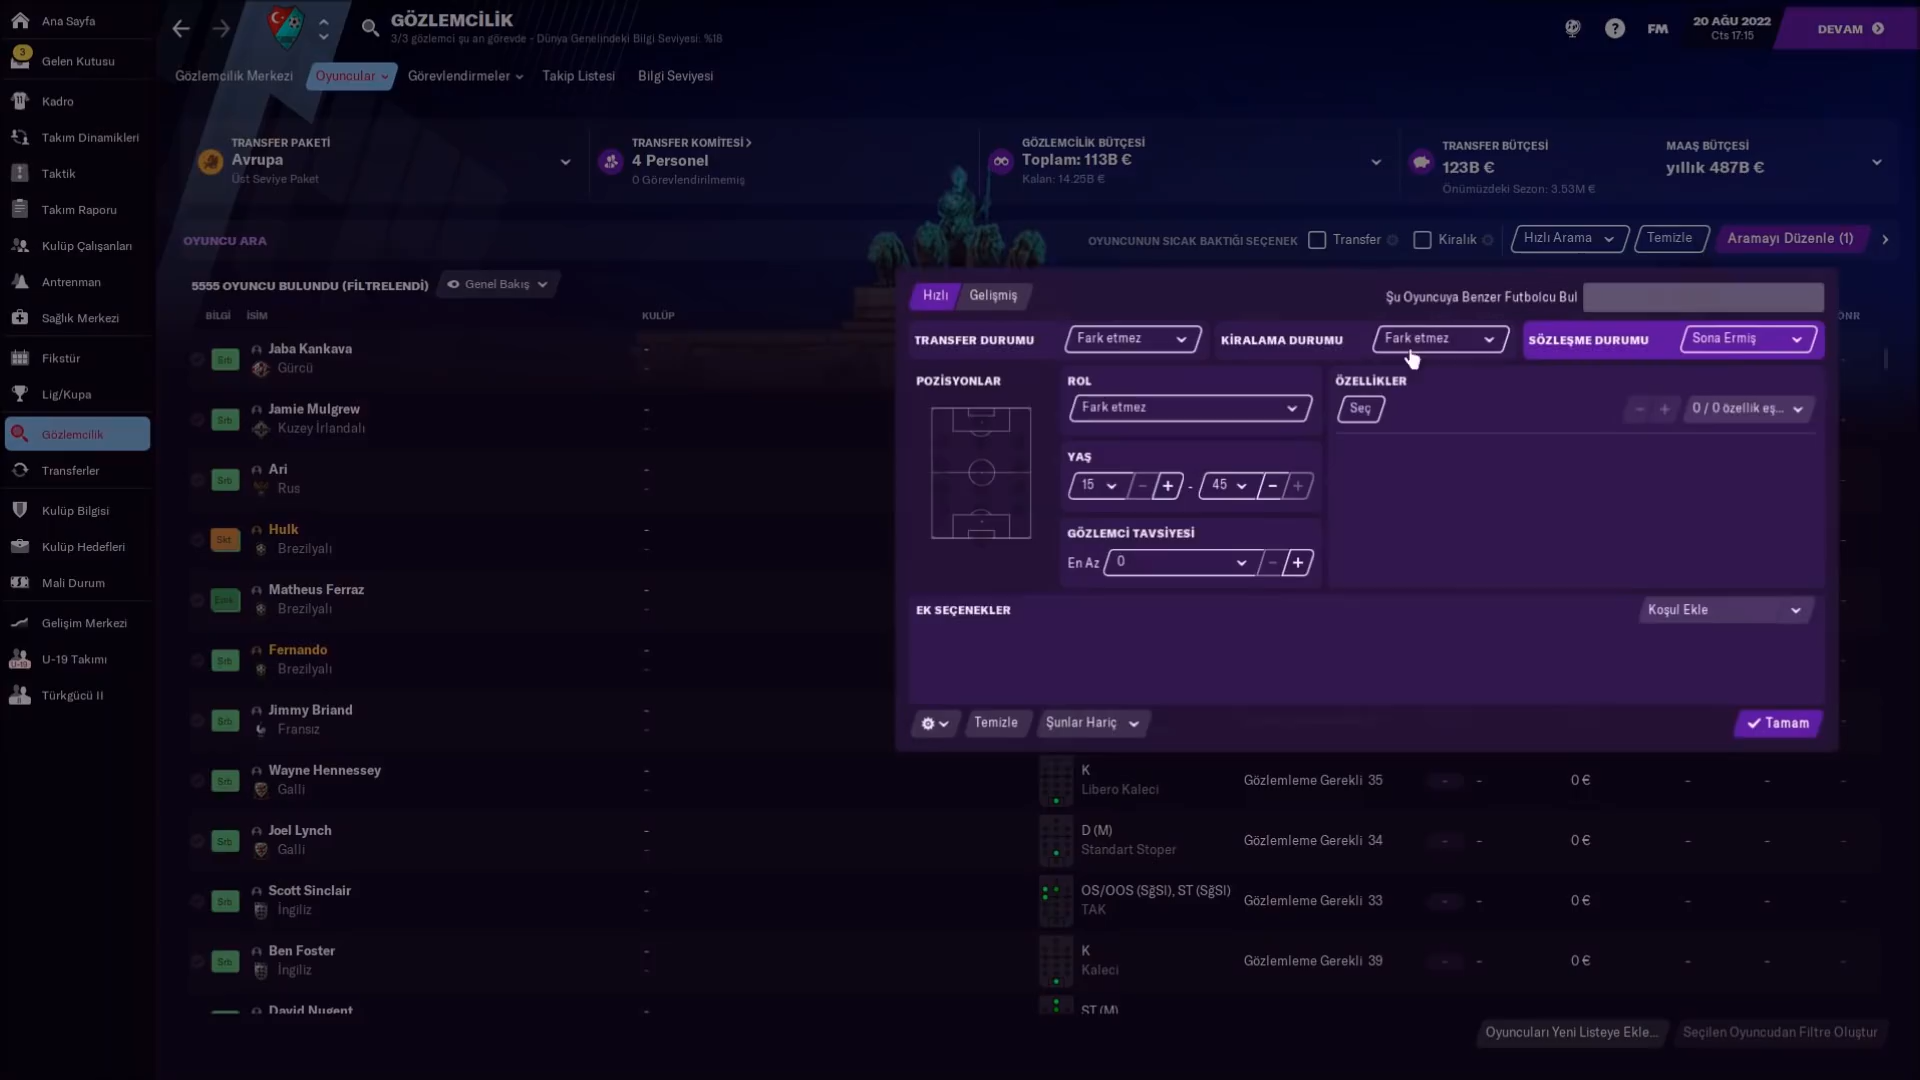 Ana Sayfa
3
Gelen Kutusu
Kadro
Takım Dinamikleri
Taktik
Takım Raporu
Kulüp Çalışanları
Antrenman
Sağlık Merkezi
Fikstür
Lig/Kupa
Gözlemcilik
Transferler
Kulüp Bilgisi
Kulüp Hedefleri
Mali Durum
Gelişim Merkezi
U-19 Takımı
Türkgücü II
GÖZLEMCİLİK
3/3 gözlemci şu an görevde - Dünya Genelindeki Bilgi Seviyesi: %18
FM
20 AĞU 2022
Cts 17:15
DEVAM
Gözlemcilik Merkezi
Oyuncular
Görevlendirmeler
Takip Listesi
Bilgi Seviyesi
TRANSFER PAKETİ
Avrupa
Üst Seviye Paket
TRANSFER KOMİTESİ>
4 Personel
0 Görevlendirilmemiş
GÖZLEMCİLİK BÜTÇESİ
Toplam: 113B €
Kalan: 14.25B €
TRANSFER BÜTÇESİ
123B €
Önümüzdeki Sezon: 3.53M €
MAAŞ BÜTÇESİ
yıllık 487B €
OYUNCU ARA
OYUNCUNUN SICAK BAKTIĞI SEÇENEK
Transfer
Kiralık
Hızlı Arama
Temizle
Aramayı Düzenle (1)
5555 OYUNCU BULUNDU (FİLTRELENDİ)
Genel Bakış
BİLGİ
İSİM
KULÜP
ÖNR
Srb
Jaba Kankava
Gürcü
-
-
Srb
Jamie Mulgrew
Kuzey İrlandalı
-
-
Srb
Ari
Rus
-
-
Skt
Hulk
Brezilyalı
-
-
Matheus Ferraz
Brezilyalı
-
-
Srb
Fernando
Brezilyalı
-
-
Srb
Jimmy Briand
Fransız
-
-
Srb
Wayne Hennessey
Galli
-
-
K
Libero Kaleci
Gözlemleme Gerekli 35
-
-
0 €
-
-
-
Srb
Joel Lynch
Galli
-
-
D (M)
Standart Stoper
Gözlemleme Gerekli 34
-
-
0 €
-
-
-
Srb
Scott Sinclair
İngiliz
-
-
OS/OOS (SğSl), ST (SğSl)
TAK
Gözlemleme Gerekli 33
-
-
0 €
-
-
-
Srb
Ben Foster
İngiliz
-
-
K
Kaleci
Gözlemleme Gerekli 39
-
-
0 €
-
-
-
David Nugent
-
ST (M)
Hızlı
Gelişmiş
Şu Oyuncuya Benzer Futbolcu Bul
TRANSFER DURUMU
Fark etmez
KİRALAMA DURUMU
Fark etmez
SÖZLEŞME DURUMU
Sona Ermiş
POZİSYONLAR
ROL
Fark etmez
YAŞ
15
-
+
-
45
-
+
GÖZLEMCİ TAVSİYESİ
En Az
0
-
+
ÖZELLİKLER
Seç
-
+
0 / 0 özellik eş...
EK SEÇENEKLER
Koşul Ekle
Temizle
Şunlar Hariç
Tamam
Oyuncuları Yeni Listeye Ekle...
Seçilen Oyuncudan Filtre Oluştur